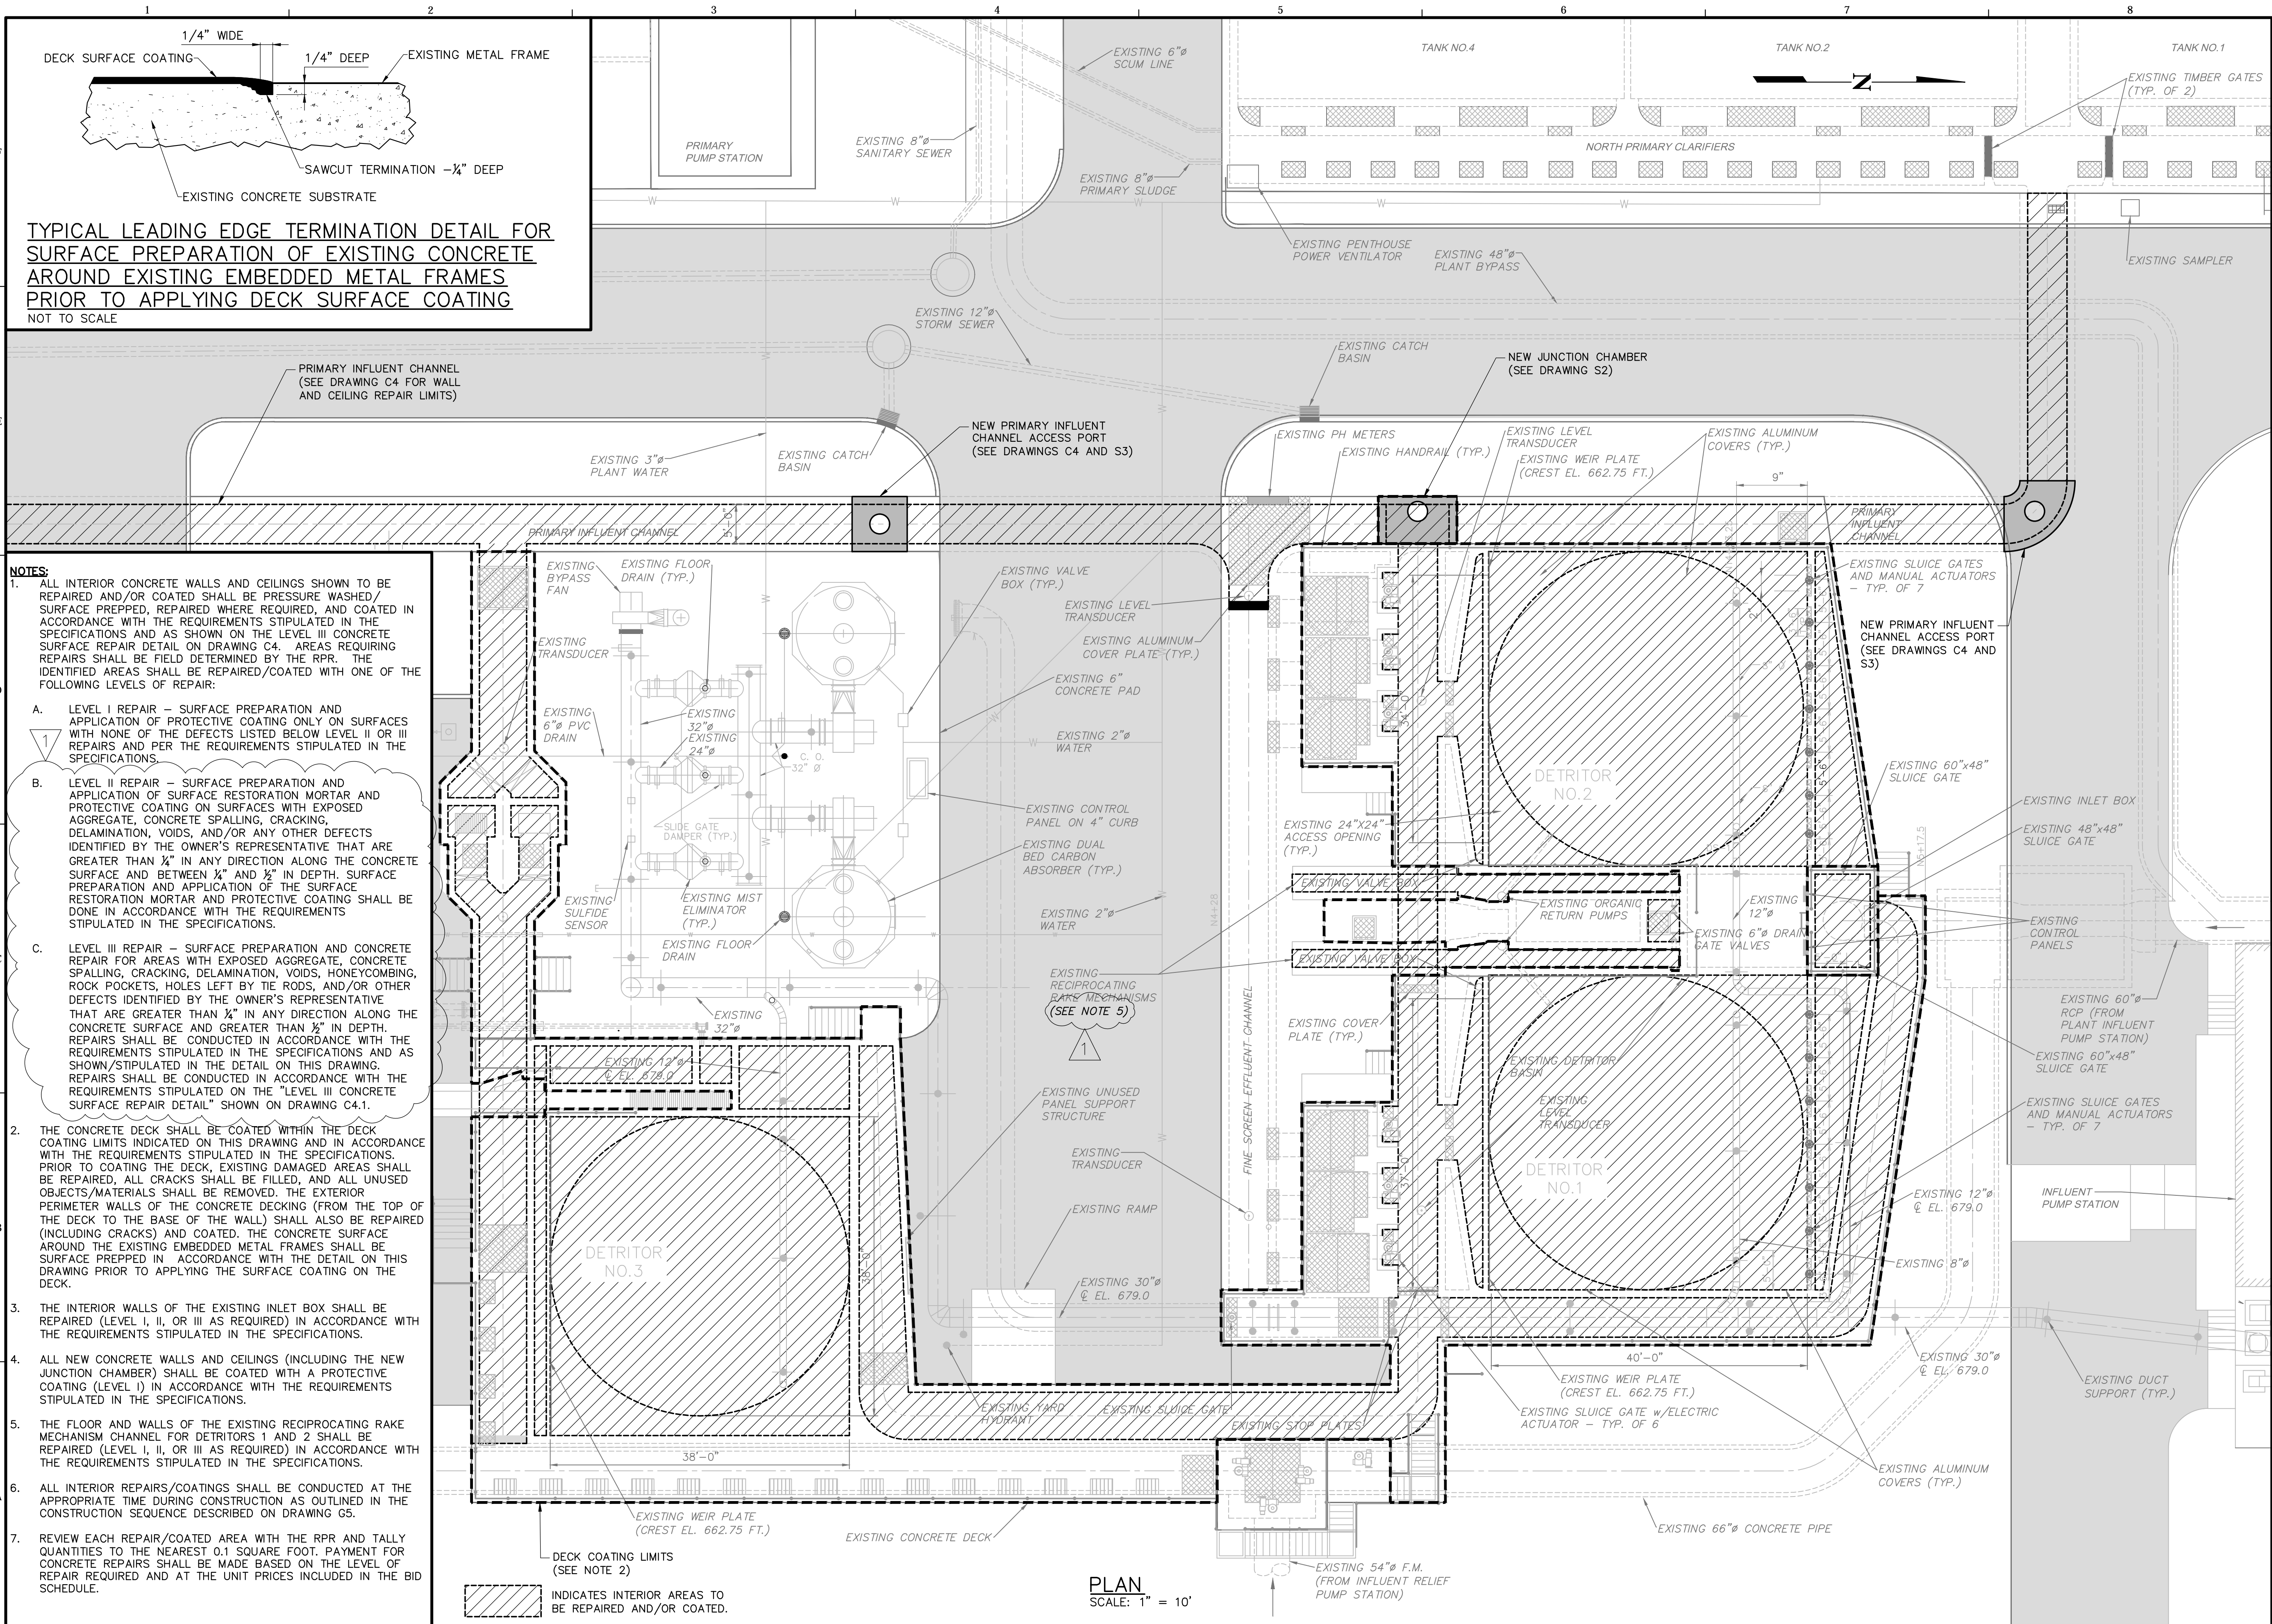 1
2
3
4
5
6
7
8
1/4" WIDE
DECK SURFACE COATING
1/4" DEEP
EXISTING METAL FRAME
SAWCUT TERMINATION -¼" DEEP
EXISTING CONCRETE SUBSTRATE
TYPICAL LEADING EDGE TERMINATION DETAIL FOR
SURFACE PREPARATION OF EXISTING CONCRETE
AROUND EXISTING EMBEDDED METAL FRAMES
PRIOR TO APPLYING DECK SURFACE COATING
NOT TO SCALE
PRIMARY
PUMP STATION
EXISTING 8"ø
SANITARY SEWER
EXISTING 6"ø
SCUM LINE
EXISTING 8"ø
PRIMARY SLUDGE
TANK NO.4
TANK NO.2
TANK NO.1
N
EXISTING TIMBER GATES
(TYP. OF 2)
NORTH PRIMARY CLARIFIERS
EXISTING PENTHOUSE
POWER VENTILATOR
EXISTING 48"ø
PLANT BYPASS
EXISTING SAMPLER
EXISTING 12"ø
STORM SEWER
EXISTING CATCH
BASIN
NEW JUNCTION CHAMBER
(SEE DRAWING S2)
PRIMARY INFLUENT CHANNEL
(SEE DRAWING C4 FOR WALL
AND CEILING REPAIR LIMITS)
EXISTING 3"ø
PLANT WATER
EXISTING CATCH
BASIN
NEW PRIMARY INFLUENT
CHANNEL ACCESS PORT
(SEE DRAWINGS C4 AND S3)
EXISTING PH METERS
EXISTING HANDRAIL (TYP.)
EXISTING LEVEL
TRANSDUCER
EXISTING WEIR PLATE
(CREST EL. 662.75 FT.)
EXISTING ALUMINUM
COVERS (TYP.)
9"
PRIMARY INFLUENT CHANNEL
5'-0"
PRIMARY
INFLUENT
CHANNEL
NOTES:
1. ALL INTERIOR CONCRETE WALLS AND CEILINGS SHOWN TO BE
REPAIRED AND/OR COATED SHALL BE PRESSURE WASHED/
SURFACE PREPPED, REPAIRED WHERE REQUIRED, AND COATED IN
ACCORDANCE WITH THE REQUIREMENTS STIPULATED IN THE
SPECIFICATIONS AND AS SHOWN ON THE LEVEL III CONCRETE
SURFACE REPAIR DETAIL ON DRAWING C4. AREAS REQUIRING
REPAIRS SHALL BE FIELD DETERMINED BY THE RPR. THE
IDENTIFIED AREAS SHALL BE REPAIRED/COATED WITH ONE OF THE
FOLLOWING LEVELS OF REPAIR:
A. LEVEL I REPAIR – SURFACE PREPARATION AND
APPLICATION OF PROTECTIVE COATING ONLY ON SURFACES
WITH NONE OF THE DEFECTS LISTED BELOW LEVEL II OR III
REPAIRS AND PER THE REQUIREMENTS STIPULATED IN THE
SPECIFICATIONS.
1
B. LEVEL II REPAIR – SURFACE PREPARATION AND
APPLICATION OF SURFACE RESTORATION MORTAR AND
PROTECTIVE COATING ON SURFACES WITH EXPOSED
AGGREGATE, CONCRETE SPALLING, CRACKING,
DELAMINATION, VOIDS, AND/OR ANY OTHER DEFECTS
IDENTIFIED BY THE OWNER'S REPRESENTATIVE THAT ARE
GREATER THAN ¼" IN ANY DIRECTION ALONG THE CONCRETE
SURFACE AND BETWEEN ¼" AND ½" IN DEPTH. SURFACE
PREPARATION AND APPLICATION OF THE SURFACE
RESTORATION MORTAR AND PROTECTIVE COATING SHALL BE
DONE IN ACCORDANCE WITH THE REQUIREMENTS
STIPULATED IN THE SPECIFICATIONS.
C. LEVEL III REPAIR – SURFACE PREPARATION AND CONCRETE
REPAIR FOR AREAS WITH EXPOSED AGGREGATE, CONCRETE
SPALLING, CRACKING, DELAMINATION, VOIDS, HONEYCOMBING,
ROCK POCKETS, HOLES LEFT BY TIE RODS, AND/OR OTHER
DEFECTS IDENTIFIED BY THE OWNER'S REPRESENTATIVE
THAT ARE GREATER THAN ¼" IN ANY DIRECTION ALONG THE
CONCRETE SURFACE AND GREATER THAN ½" IN DEPTH.
REPAIRS SHALL BE CONDUCTED IN ACCORDANCE WITH THE
REQUIREMENTS STIPULATED IN THE SPECIFICATIONS AND AS
SHOWN/STIPULATED IN THE DETAIL ON THIS DRAWING.
REPAIRS SHALL BE CONDUCTED IN ACCORDANCE WITH THE
REQUIREMENTS STIPULATED ON THE "LEVEL III CONCRETE
SURFACE REPAIR DETAIL" SHOWN ON DRAWING C4.1.
2. THE CONCRETE DECK SHALL BE COATED WITHIN THE DECK
COATING LIMITS INDICATED ON THIS DRAWING AND IN ACCORDANCE
WITH THE REQUIREMENTS STIPULATED IN THE SPECIFICATIONS.
PRIOR TO COATING THE DECK, EXISTING DAMAGED AREAS SHALL
BE REPAIRED, ALL CRACKS SHALL BE FILLED, AND ALL UNUSED
OBJECTS/MATERIALS SHALL BE REMOVED. THE EXTERIOR
PERIMETER WALLS OF THE CONCRETE DECKING (FROM THE TOP OF
THE DECK TO THE BASE OF THE WALL) SHALL ALSO BE REPAIRED
(INCLUDING CRACKS) AND COATED. THE CONCRETE SURFACE
AROUND THE EXISTING EMBEDDED METAL FRAMES SHALL BE
SURFACE PREPPED IN ACCORDANCE WITH THE DETAIL ON THIS
DRAWING PRIOR TO APPLYING THE SURFACE COATING ON THE
DECK.
3. THE INTERIOR WALLS OF THE EXISTING INLET BOX SHALL BE
REPAIRED (LEVEL I, II, OR III AS REQUIRED) IN ACCORDANCE WITH
THE REQUIREMENTS STIPULATED IN THE SPECIFICATIONS.
4. ALL NEW CONCRETE WALLS AND CEILINGS (INCLUDING THE NEW
JUNCTION CHAMBER) SHALL BE COATED WITH A PROTECTIVE
COATING (LEVEL I) IN ACCORDANCE WITH THE REQUIREMENTS
STIPULATED IN THE SPECIFICATIONS.
5. THE FLOOR AND WALLS OF THE EXISTING RECIPROCATING RAKE
MECHANISM CHANNEL FOR DETRITORS 1 AND 2 SHALL BE
REPAIRED (LEVEL I, II, OR III AS REQUIRED) IN ACCORDANCE WITH
THE REQUIREMENTS STIPULATED IN THE SPECIFICATIONS.
6. ALL INTERIOR REPAIRS/COATINGS SHALL BE CONDUCTED AT THE
APPROPRIATE TIME DURING CONSTRUCTION AS OUTLINED IN THE
CONSTRUCTION SEQUENCE DESCRIBED ON DRAWING G5.
7. REVIEW EACH REPAIR/COATED AREA WITH THE RPR AND TALLY
QUANTITIES TO THE NEAREST 0.1 SQUARE FOOT. PAYMENT FOR
CONCRETE REPAIRS SHALL BE MADE BASED ON THE LEVEL OF
REPAIR REQUIRED AND AT THE UNIT PRICES INCLUDED IN THE BID
SCHEDULE.
EXISTING
BYPASS
FAN
EXISTING FLOOR
DRAIN (TYP.)
EXISTING
TRANSDUCER
EXISTING
6"ø PVC
DRAIN
EXISTING
32"ø
EXISTING
24"ø
C. O.
32" Ø
SLIDE GATE
DAMPER (TYP.)
EXISTING
SULFIDE
SENSOR
EXISTING MIST
ELIMINATOR
(TYP.)
EXISTING FLOOR
DRAIN
EXISTING
32"ø
EXISTING 12"ø
℄ EL. 679.0
EXISTING VALVE
BOX (TYP.)
EXISTING LEVEL
TRANSDUCER
EXISTING ALUMINUM
COVER PLATE (TYP.)
EXISTING 6"
CONCRETE PAD
EXISTING 2"ø
WATER
EXISTING CONTROL
PANEL ON 4" CURB
EXISTING DUAL
BED CARBON
ABSORBER (TYP.)
EXISTING 2"ø
WATER
EXISTING
RECIPROCATING
RAKE MECHANISMS
(SEE NOTE 5)
1
N4+28
EXISTING UNUSED
PANEL SUPPORT
STRUCTURE
EXISTING
TRANSDUCER
EXISTING RAMP
EXISTING 30"ø
℄ EL. 679.0
FINE SCREEN EFFLUENT CHANNEL
DETRITOR
NO.3
38'-0"
38'-0"
34'-0"
DETRITOR
NO.2
EXISTING 24"X24"
ACCESS OPENING
(TYP.)
EXISTING VALVE BOX
EXISTING ORGANIC
RETURN PUMPS
EXISTING 6"ø DRAIN
GATE VALVES
EXISTING
12"ø
EXISTING VALVE BOX
EXISTING COVER
PLATE (TYP.)
EXISTING DETRITOR
BASIN
EXISTING
LEVEL
TRANSDUCER
37'-0"
DETRITOR
NO.1
40'-0"
5'-6"
EXISTING SLUICE GATES
AND MANUAL ACTUATORS
– TYP. OF 7
NEW PRIMARY INFLUENT
CHANNEL ACCESS PORT
(SEE DRAWINGS C4 AND
S3)
EXISTING 60"x48"
SLUICE GATE
EXISTING INLET BOX
EXISTING 48"x48"
SLUICE GATE
EXISTING
CONTROL
PANELS
EXISTING 60"ø
RCP (FROM
PLANT INFLUENT
PUMP STATION)
EXISTING 60"x48"
SLUICE GATE
EXISTING SLUICE GATES
AND MANUAL ACTUATORS
– TYP. OF 7
EXISTING 12"ø
℄ EL. 679.0
INFLUENT
PUMP STATION
EXISTING 8"ø
EXISTING 30"ø
℄ EL. 679.0
EXISTING DUCT
SUPPORT (TYP.)
EXISTING YARD
HYDRANT
EXISTING SLUICE GATE
EXISTING STOP PLATES
EXISTING WEIR PLATE
(CREST EL. 662.75 FT.)
EXISTING SLUICE GATE w/ELECTRIC
ACTUATOR – TYP. OF 6
EXISTING ALUMINUM
COVERS (TYP.)
EXISTING WEIR PLATE
(CREST EL. 662.75 FT.)
EXISTING CONCRETE DECK
EXISTING 66"ø CONCRETE PIPE
DECK COATING LIMITS
(SEE NOTE 2)
INDICATES INTERIOR AREAS TO
BE REPAIRED AND/OR COATED.
PLAN
SCALE: 1" = 10'
EXISTING 54"ø F.M.
(FROM INFLUENT RELIEF
PUMP STATION)